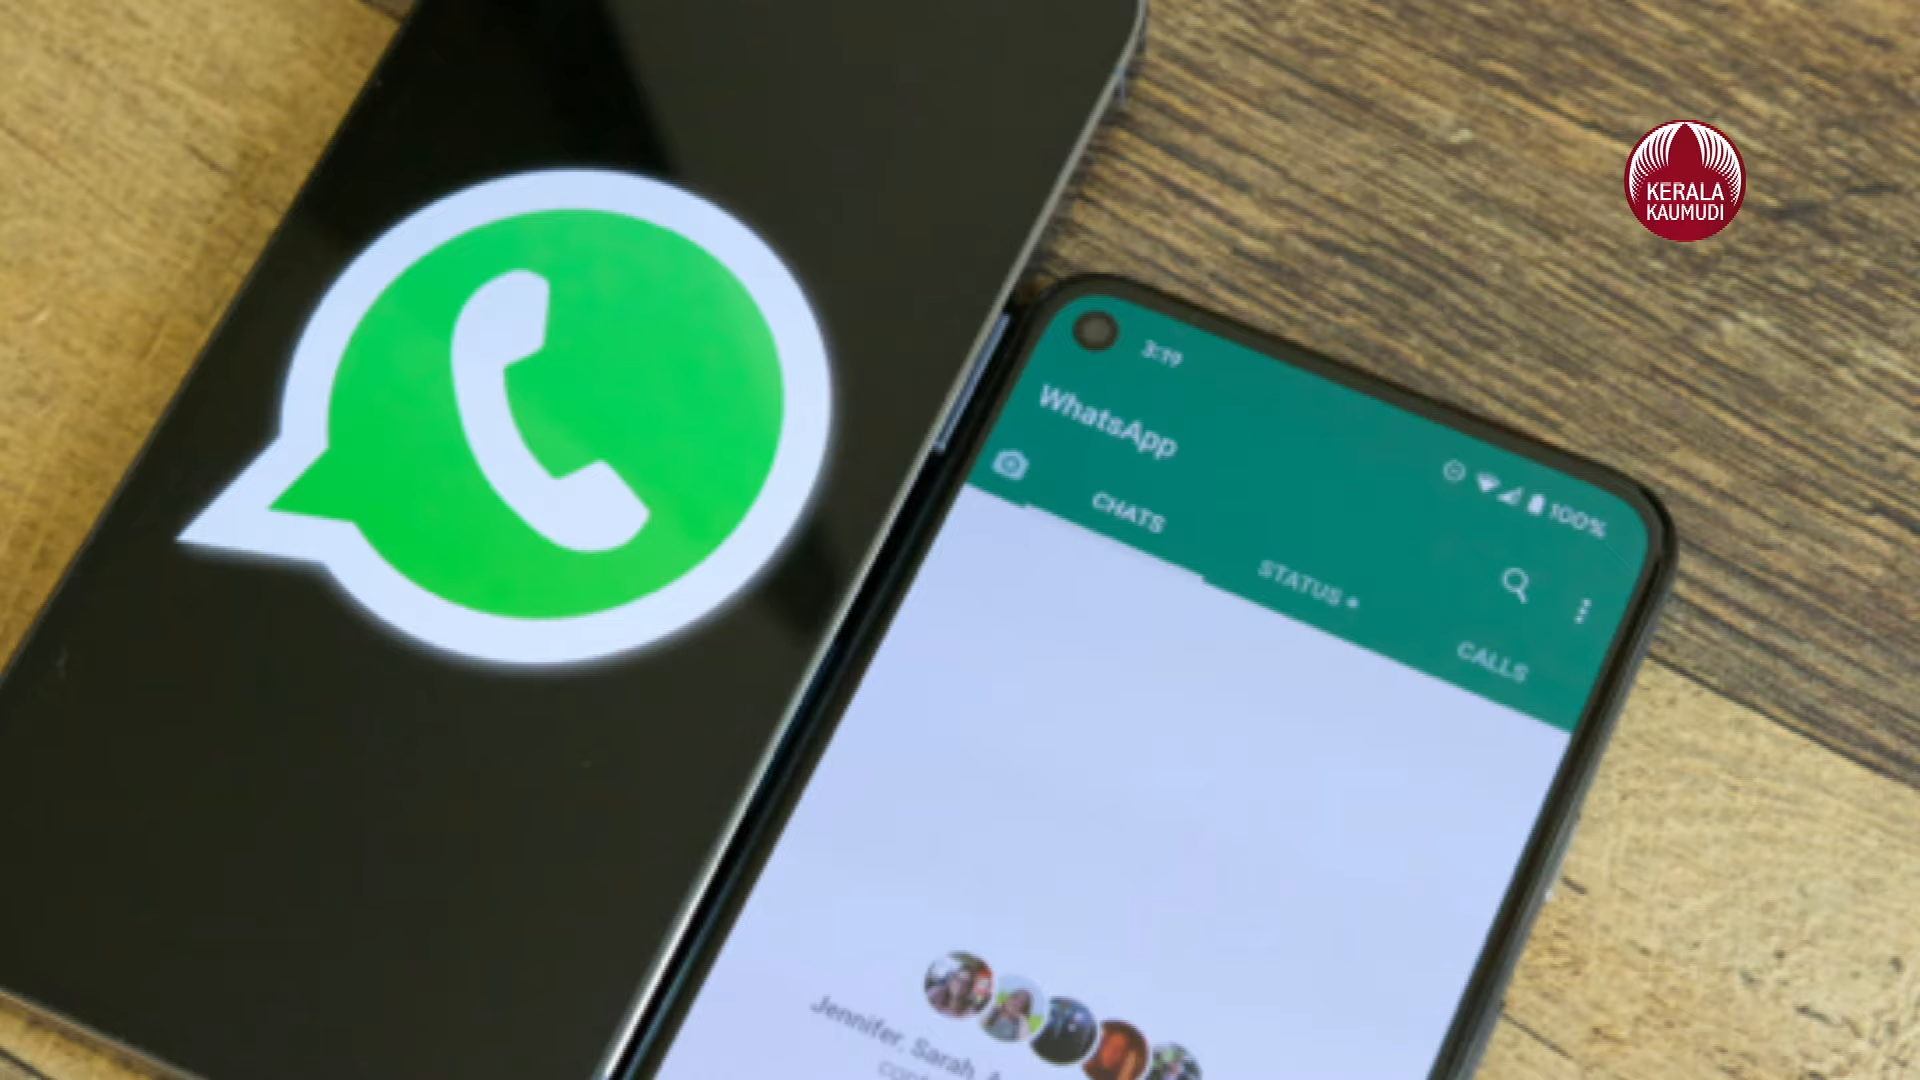 KERALA
KAUMUDI
3:19
100%
WhatsApp
CHATS
STATUS
CALLS
Jennifer, Sarah,